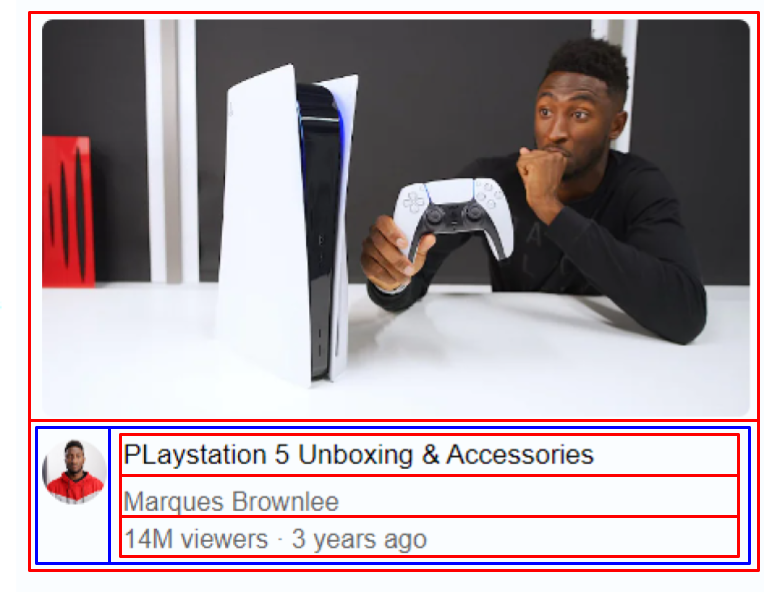 PLaystation 5 Unboxing & Accessories
Marques Brownlee
14M viewers · 3 years ago